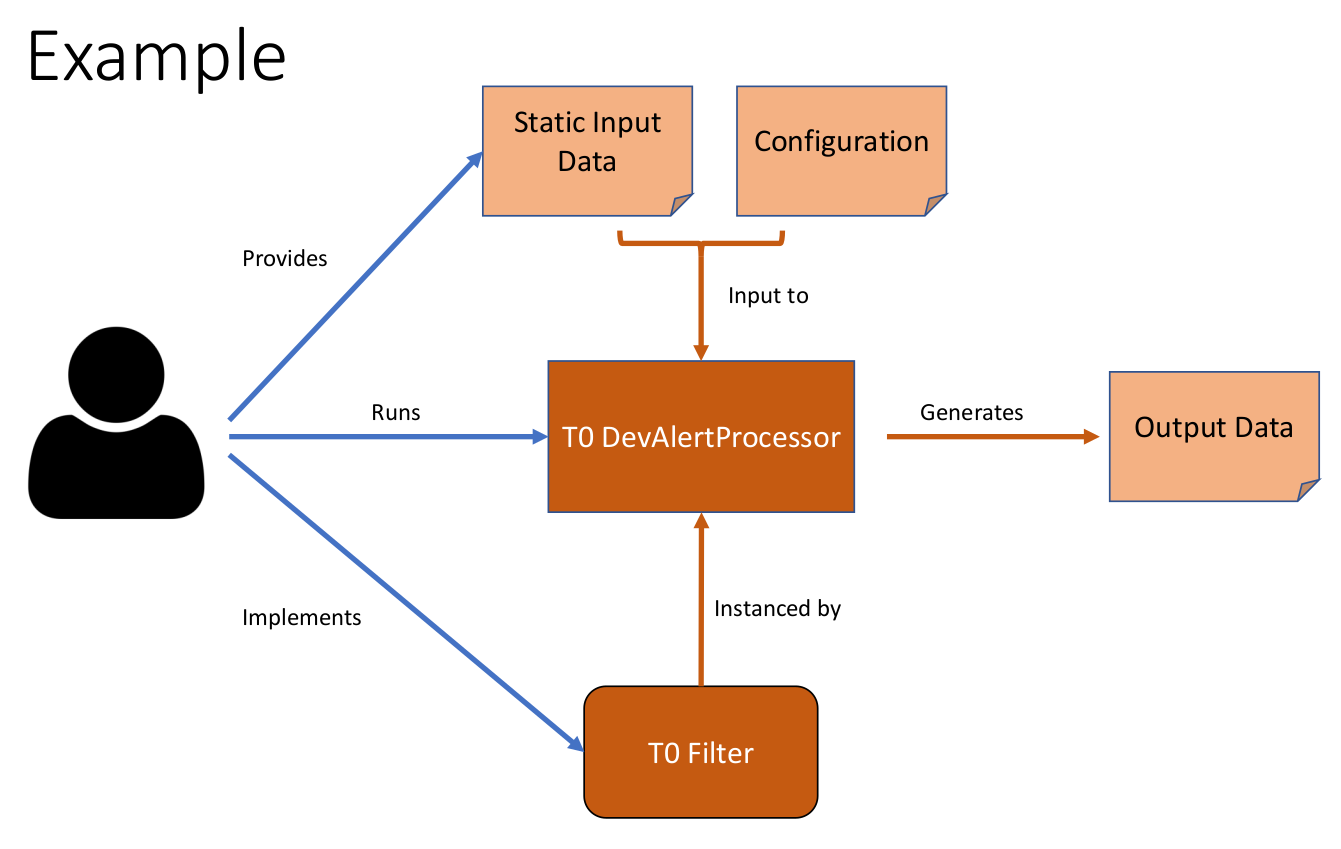 Example
Static Input
Data
Configuration
Provides
Input to
Runs
T0 DevAlertProcessor
Generates
Output Data
Implements
Instanced by
T0 Filter